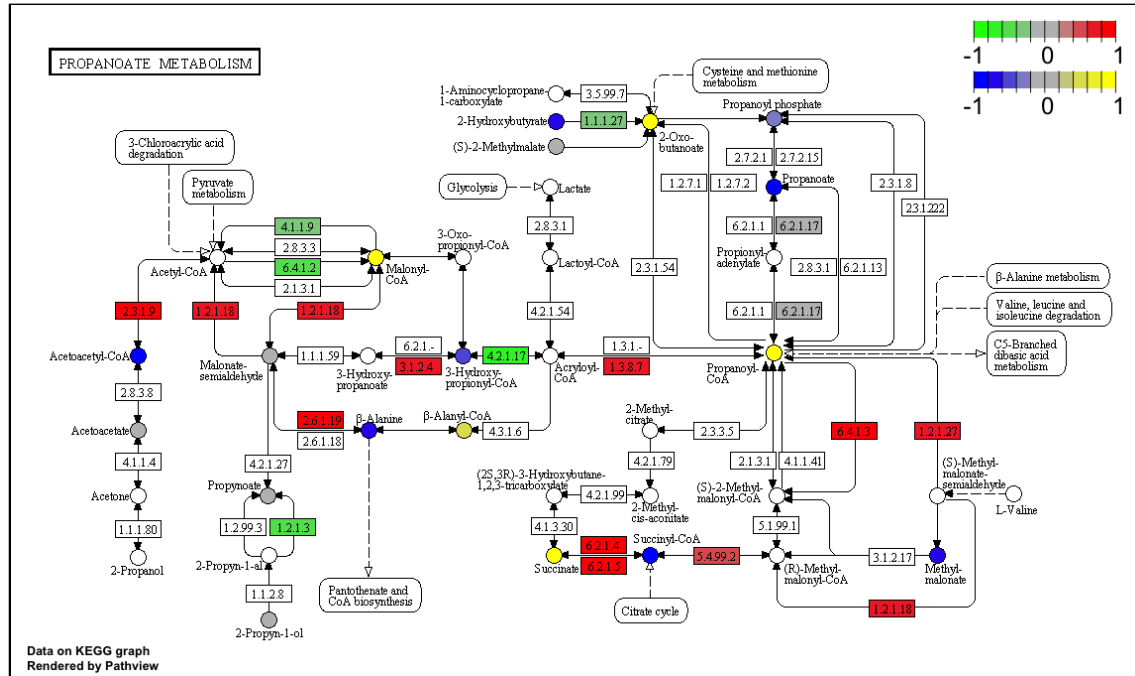 PROPANOATE METABOLISM
-1
0
1
-1
0
1
Cysteine and methionine
metabolism
1-Aminocyclopropane
1-carboxylate
3.5.99.7
Propanoyl phosphate
2-Hydroxybutyrate
1.1.1.27
2-Oxo-
butanoate
(S)-2-Methylmalate
3-Chloroacrylic acid
degradation
Pyruvate
metabolism
Glycolysis
Lactate
2.7.2.1
2.7.2.15
1.2.7.1
1.2.7.2
Propanoate
2.3.1.8
2.3.1.222
4.1.1.9
2.8.3.3
6.4.1.2
2.1.3.1
Acetyl-CoA
Malonyl-
CoA
3-Oxo-
propionyl-CoA
2.8.3.1
Lactoyl-CoA
6.2.1.1
6.2.1.17
Propionyl-
adenylate
2.3.1.54
2.8.3.1
6.2.1.13
β-Alanine metabolism
Valine, leucine and
isoleucine degradation
C5-Branched
dibasic acid
metabolism
2.3.1.9
1.2.1.18
1.2.1.18
4.2.1.54
6.2.1.1
6.2.1.17
Acetoacetyl-CoA
Malonate-
semialdehyde
1.1.1.59
6.2.1.-
3.1.2.4
3-Hydroxy-
propanoate
4.2.1.17
3-Hydroxy-
propionyl-CoA
Acryloyl-
CoA
1.3.1.-
1.3.8.7
Propanoyl-
CoA
2.8.3.8
Acetoacetate
2.6.1.19
2.6.1.18
β-Alanine
β-Alanyl-CoA
4.3.1.6
2-Methyl-
citrate
2.3.3.5
6.4.1.3
1.2.1.27
4.1.1.4
Acetone
4.2.1.27
Propynoate
4.2.1.79
2.1.3.1
4.1.1.41
(2S,3R)-3-Hydroxybutane-
1,2,3-tricarboxylate
4.2.1.99
2-Methyl-
cis-aconitate
(S)-2-Methyl-
malonyl-CoA
(S)-Methyl-
malonate-
semialdehyde
L-Valine
1.1.1.80
2-Propanol
1.2.99.3
1.2.1.3
2-Propyn-1-al
4.1.3.30
5.1.99.1
Succinate
6.2.1.4
6.2.1.5
Succinyl-CoA
5.4.99.2
(R)-Methyl-
malonyl-CoA
3.1.2.17
Methyl-
malonate
1.1.2.8
2-Propyn-1-ol
Pantothenate and
CoA biosynthesis
Citrate cycle
1.2.1.18
Data on KEGG graph
Rendered by Pathview